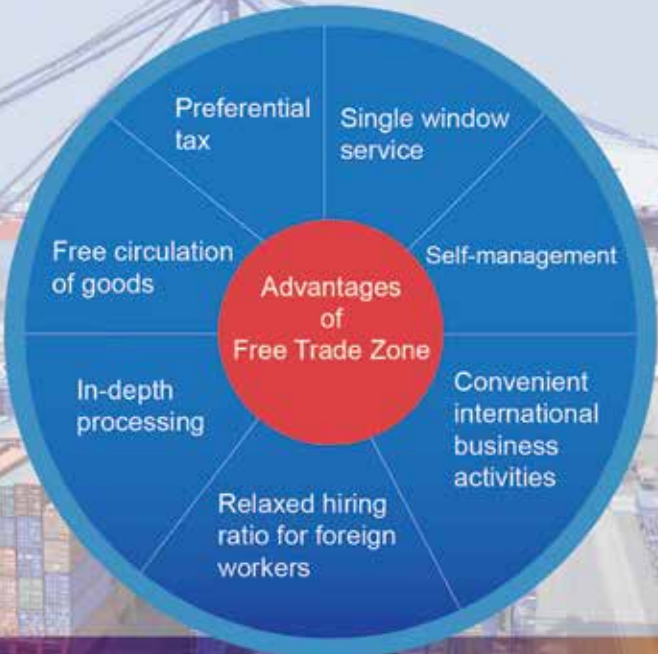 Advantages
of
Free Trade Zone
Single window
service
Self-management
Convenient
international
business
activities
Relaxed hiring
ratio for foreign
workers
In-depth
processing
Free circulation
of goods
Preferential
tax